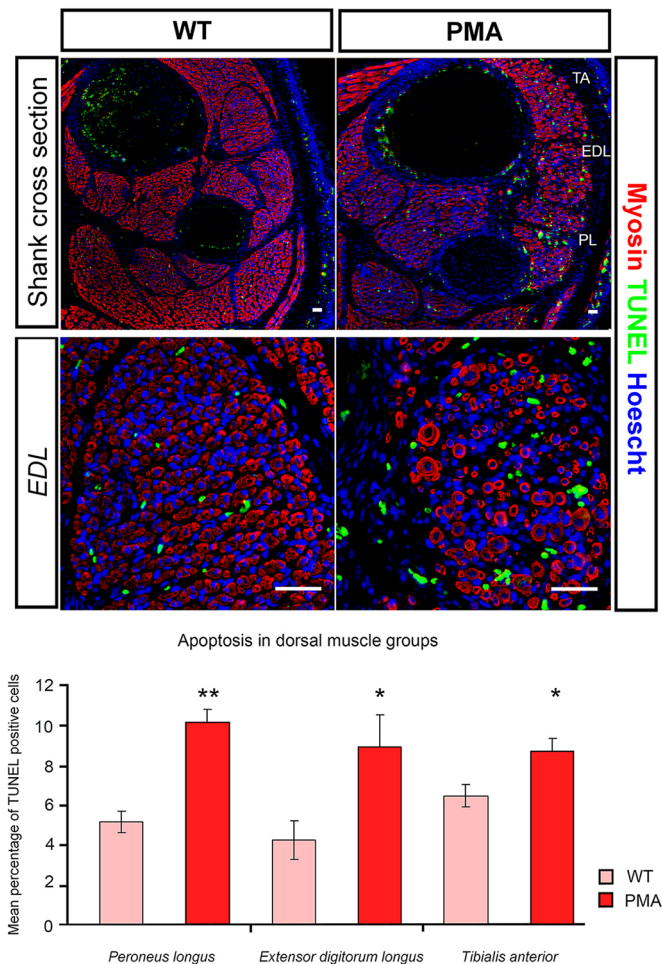 WT
PMA
Shank cross section
TA
EDL
PL
EDL
Myosin TUNEL Hoescht
Apoptosis in dorsal muscle groups
Mean percentage of TUNEL positive cells
12
10
8
6
4
2
0
**
*
*
WT
PMA
Peroneus longus
Extensor digitorum longus
Tibialis anterior